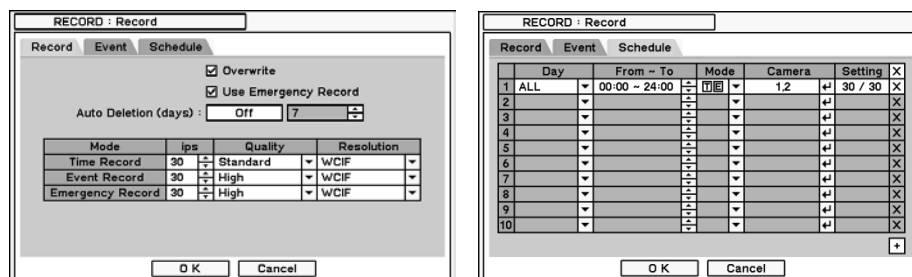 RECORD : Record
Record Event Schedule
Overwrite
Use Emergency Record
Auto Deletion (days) : Off 7
Mode ips Quality Resolution
Time Record 30 Standard WCIF
Event Record 30 High WCIF
Emergency Record 30 High WCIF
OK Cancel
RECORD : Record
Record Event Schedule
Day From ~ To Mode Camera Setting X
1 ALL 00:00 ~ 24:00 T E 1,2 30 / 30 X
2 X
3 X
4 X
5 X
6 X
7 X
8 X
9 X
10 X
+
OK Cancel